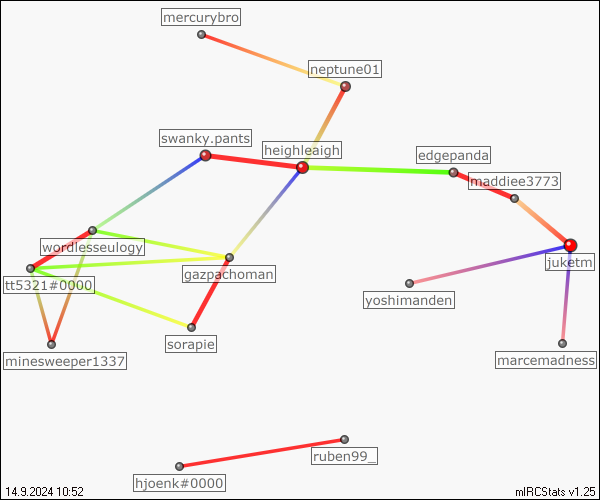 mercurybro
neptune01
swanky.pants
heighleaigh
edgepanda
maddiee3773
wordlesseulogy
gazpachoman
juketm
tt5321#0000
yoshimanden
sorapie
minesweeper1337
marcemadness
ruben99_
hjoenk#0000
14.9.2024 10:52
mIRCStats v1.25